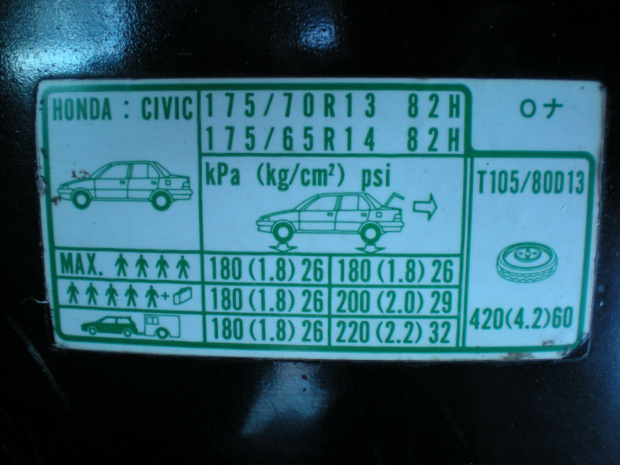 HONDA : CIVIC
175/70R13 82H
175/65R14 82H
Oナ
kPa (kg/cm²) psi
T105/80D13
MAX. 180(1.8)26 180(1.8)26
+ 180(1.8)26 200(2.0)29
180(1.8)26 220(2.2)32
420(4.2)60